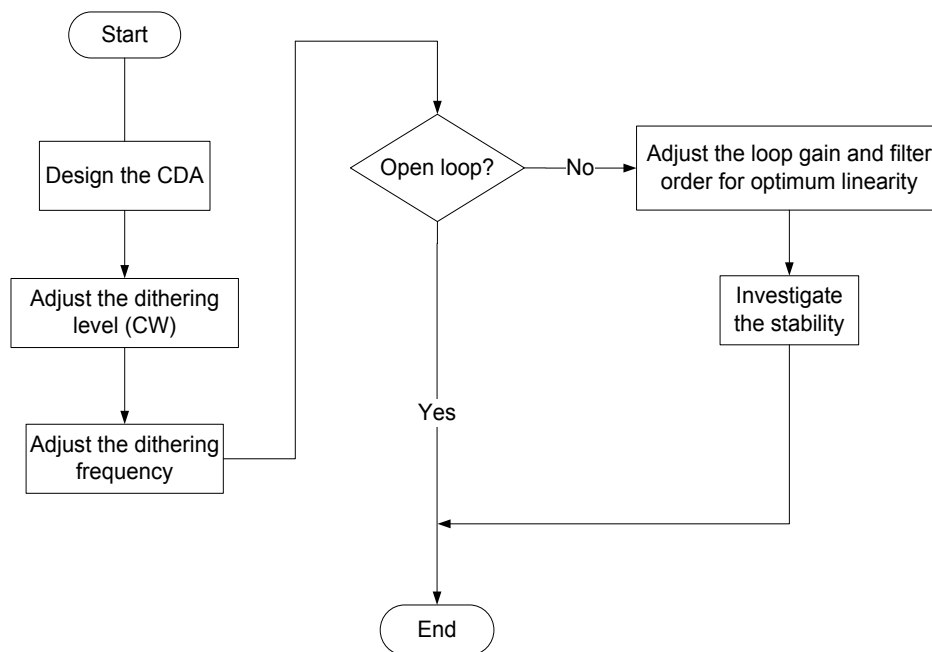 Start
Design the CDA
Adjust the dithering
level (CW)
Adjust the dithering
frequency
Open loop?
No
Adjust the loop gain and filter
order for optimum linearity
Investigate
the stability
Yes
End